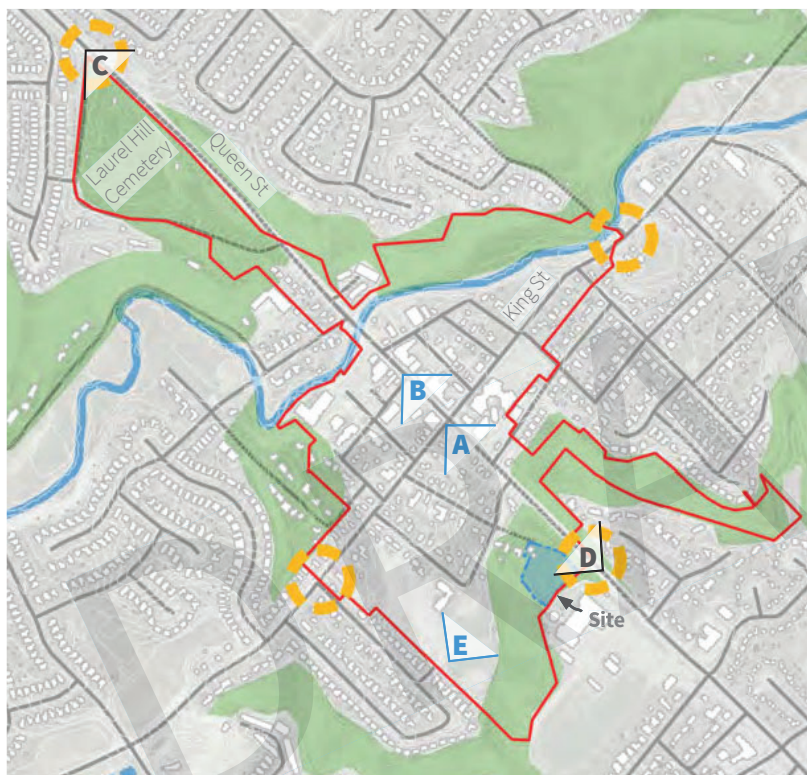 C
Laurel Hill
Cemetery
Queen St
King St
B
A
D
Site
E